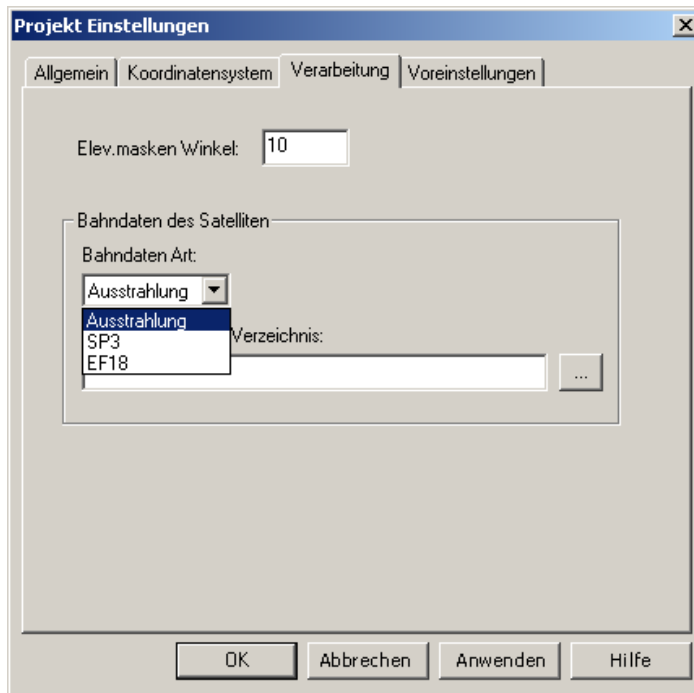 Projekt Einstellungen
Allgemein Koordinatensystem Verarbeitung Voreinstellungen
Elev.masken Winkel: 10
Bahndaten des Satelliten
Bahndaten Art:
Ausstrahlung
Ausstrahlung
SP3
Verzeichnis:
EF18
...
OK Abbrechen Anwenden Hilfe